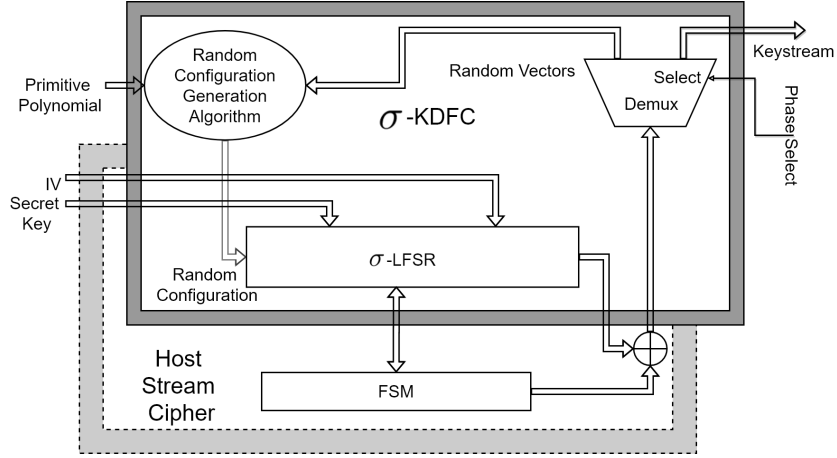 Random
Configuration
Generation
Algorithm
Primitive
Polynomial
Random Vectors
Select
Demux
Keystream
Phase Select
σ -KDFC
IV
Secret
Key
Random
Configuration
σ -LFSR
Host
Stream
Cipher
FSM